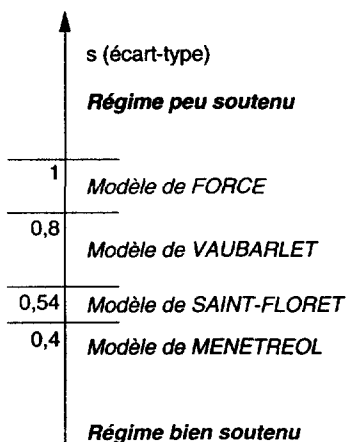 s (écart-type)
Régime peu soutenu
1
Modèle de FORCE
0,8
Modèle de VAUBARLET
0,54 Modèle de SAINT-FLORET
0,4
Modèle de MENETREOL
Régime bien soutenu